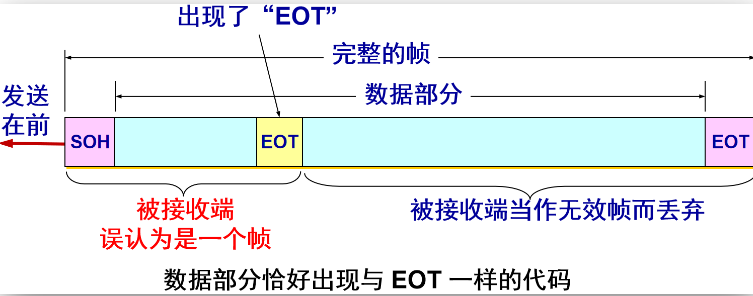 出现了“EOT”
完整的帧
发送
在前
数据部分
SOH
EOT
EOT
被接收端
误认为是一个帧
被接收端当作无效帧而丢弃
数据部分恰好出现与 EOT 一样的代码